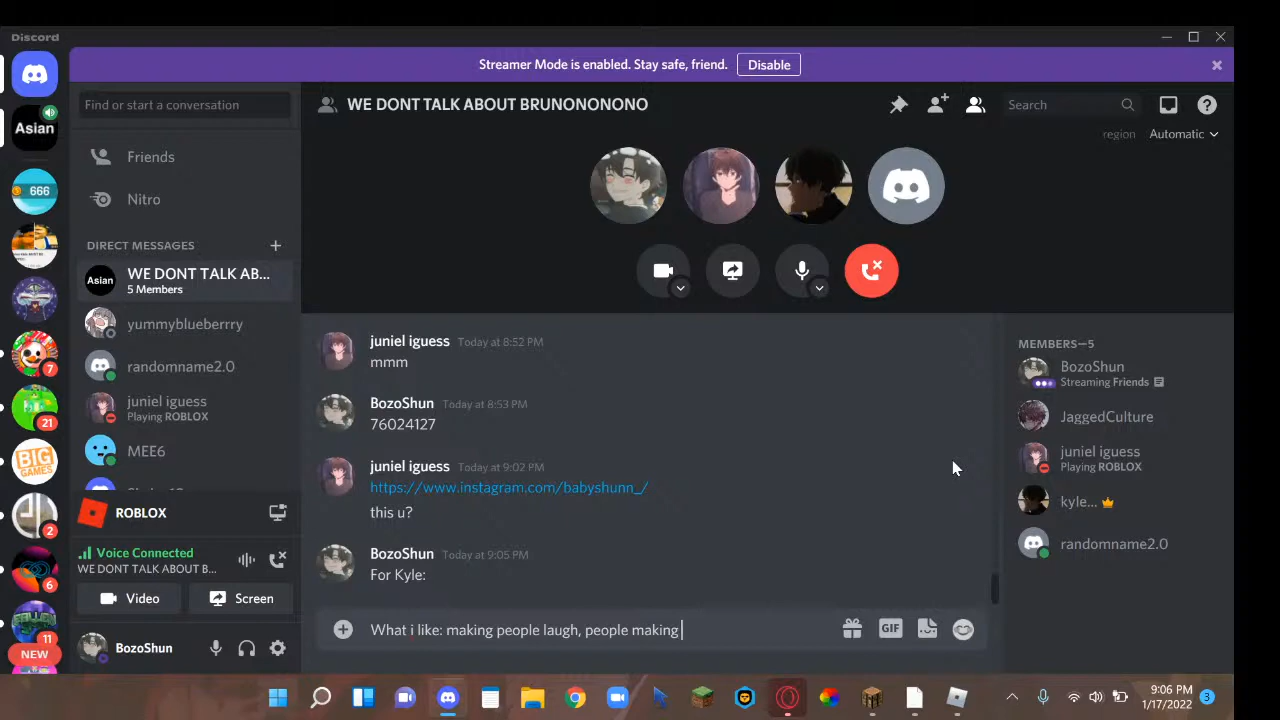 Discord
Streamer Mode is enabled. Stay safe, friend.
Disable
Asian
666
7
21
BIG GAMES
2
6
11
NEW
Find or start a conversation
Friends
Nitro
DIRECT MESSAGES
Asian
WE DONT TALK AB...
5 Members
yummyblueberrry
randomname2.0
juniel iguess
Playing ROBLOX
MEE6
ROBLOX
Voice Connected
WE DONT TALK ABOUT B...
Video
Screen
BozoShun
WE DONT TALK ABOUT BRUNONONONO
Search
region
Automatic
juniel iguess Today at 8:52 PM
mmm
BozoShun Today at 8:53 PM
76024127
juniel iguess Today at 9:02 PM
https://www.instagram.com/babyshunn_/
this u?
BozoShun Today at 9:05 PM
For Kyle:
What i like: making people laugh, people making
GIF
MEMBERS—5
BozoShun
Streaming Friends
JaggedCulture
juniel iguess
Playing ROBLOX
kyle...
randomname2.0
9:06 PM
1/17/2022
3